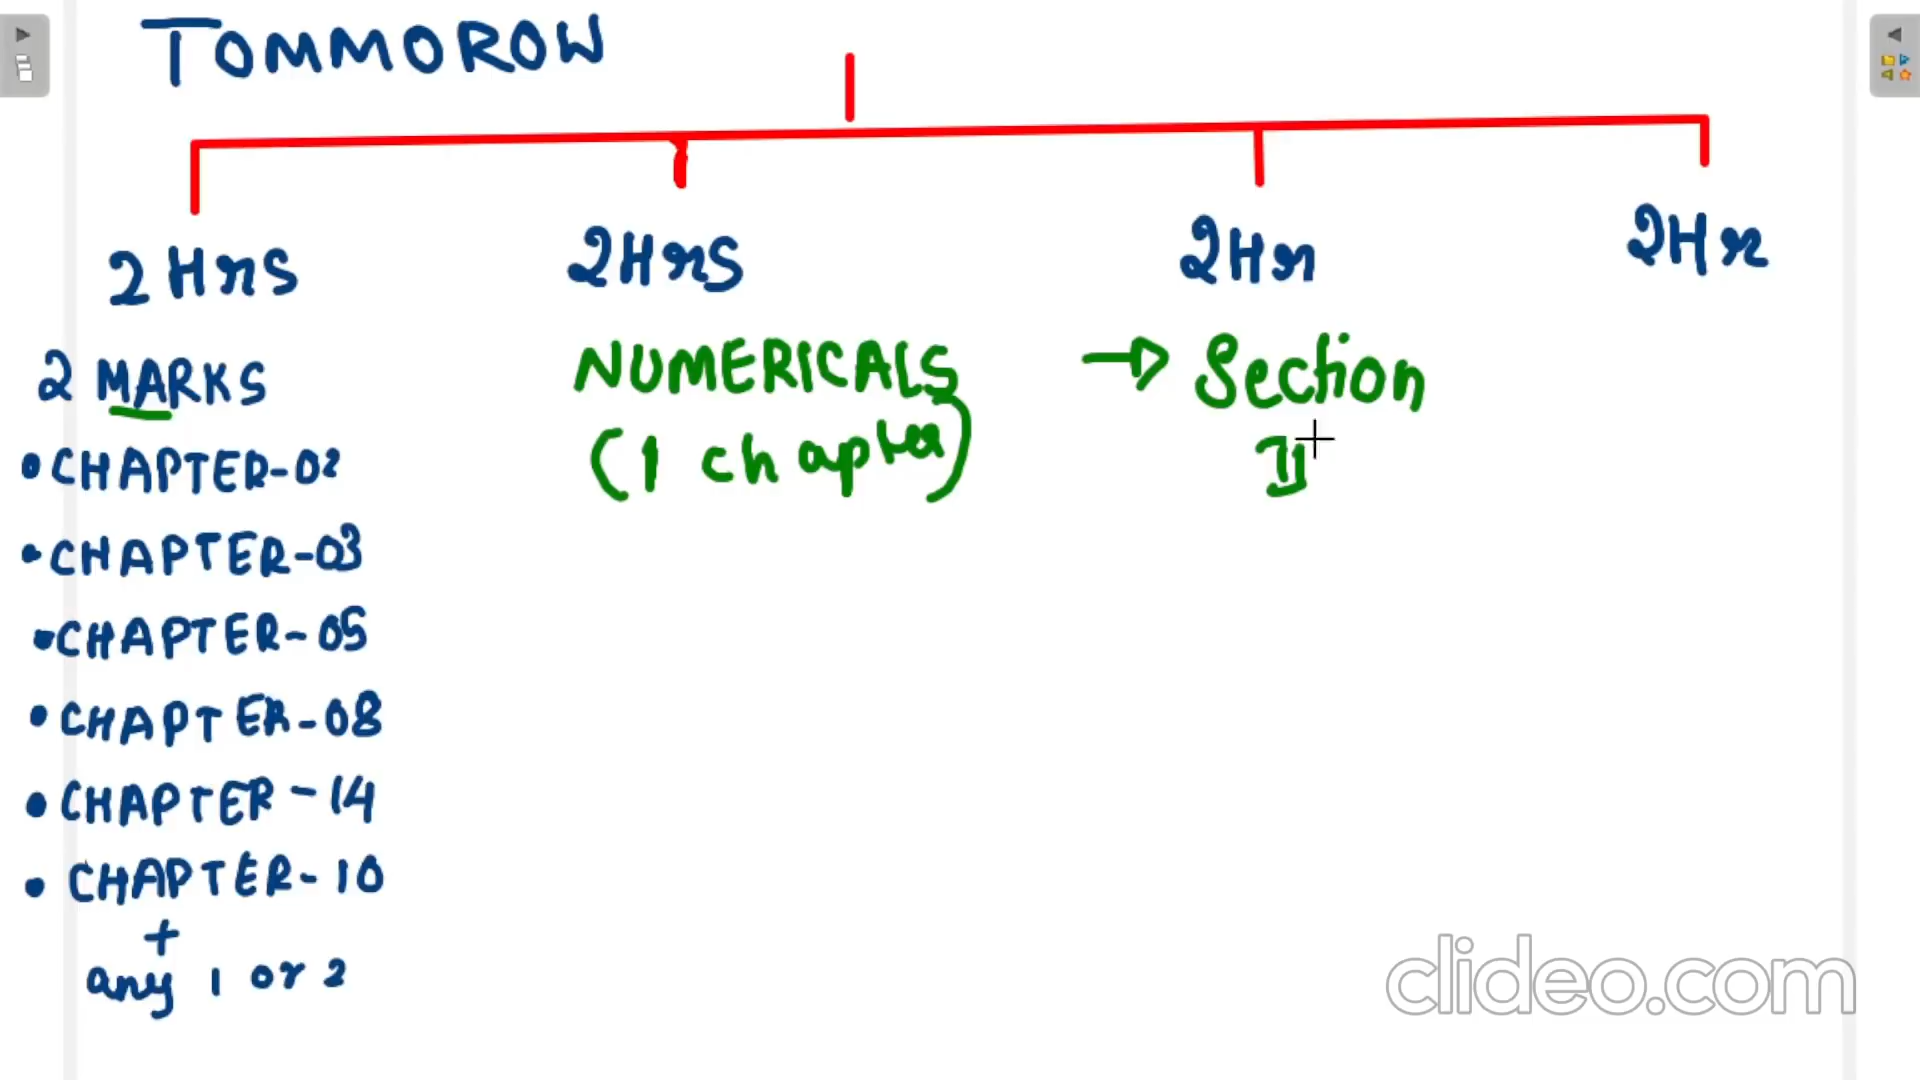 TOMMOROW
2 HrS 2HrS 2Hr 2Hr
2 MARKS
NUMERICALS
(1 chapter)
Section
II
CHAPTER-02
CHAPTER-03
CHAPTER-05
CHAPTER-08
CHAPTER-14
CHAPTER-10
+
any 1 or 2
clideo.com